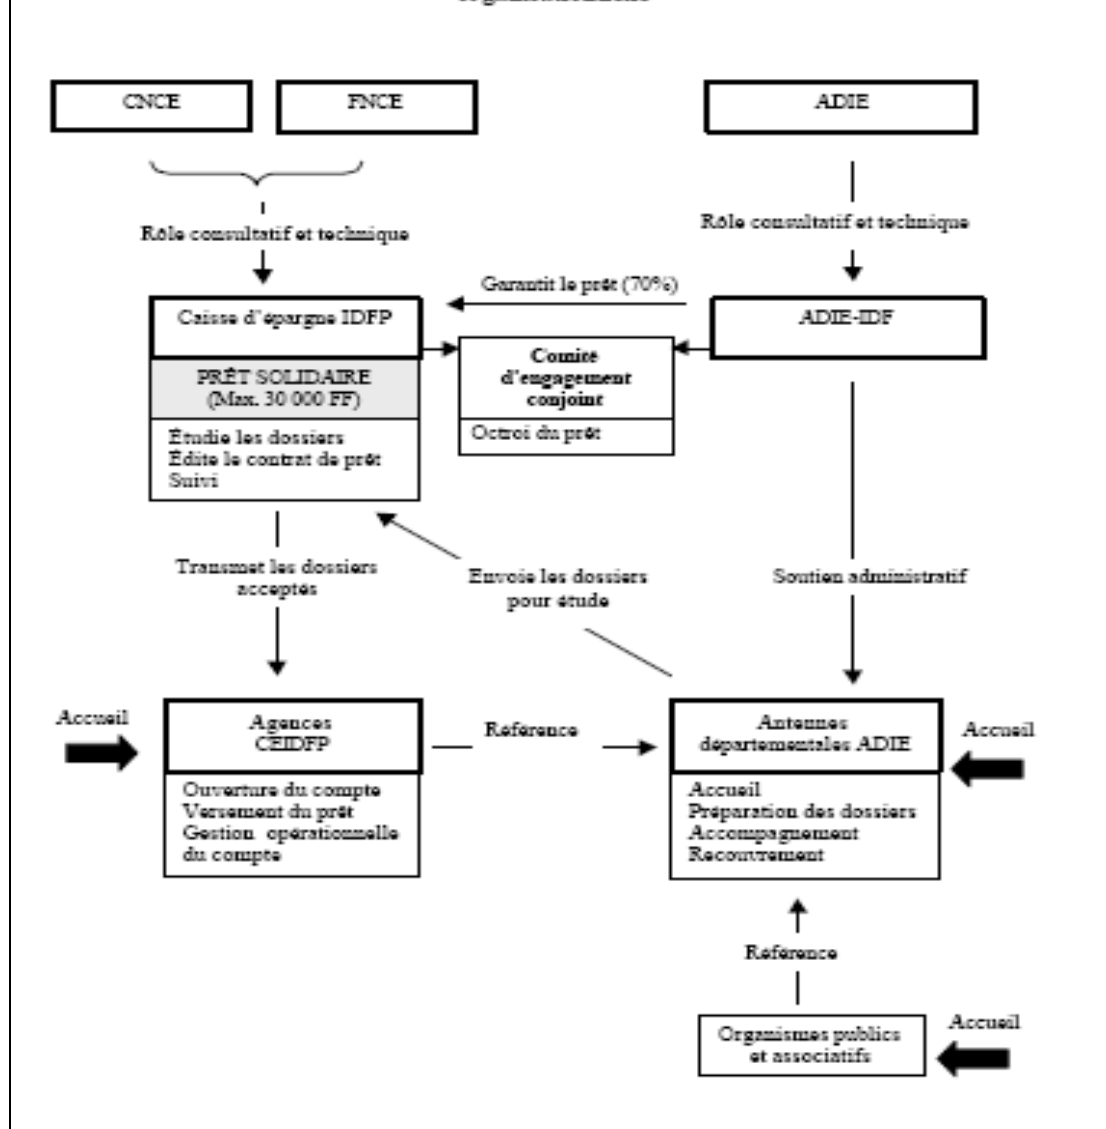 CNCE
FNCE
ADIE
Rôle consultatif et technique
Rôle consultatif et technique
Garantit le prêt (70%)
Caisse d'épargne IDFP
ADIE-IDF
PRÊT SOLIDAIRE
(Max. 30 000 FF)
Étudie les dossiers
Édite le contrat de prêt
Suivi
Comité
d'engagement
conjoint
Octroi du prêt
Transmet les dossiers
acceptés
Envoie les dossiers
pour étude
Soutien administratif
Accueil
Agences
CEIDFP
Ouverture du compte
Versement du prêt
Gestion opérationnelle
du compte
Référence
Antennes
départementales ADIE
Accueil
Préparation des dossiers
Accompagnement
Recouvrement
Accueil
Référence
Organismes publics
et associatifs
Accueil